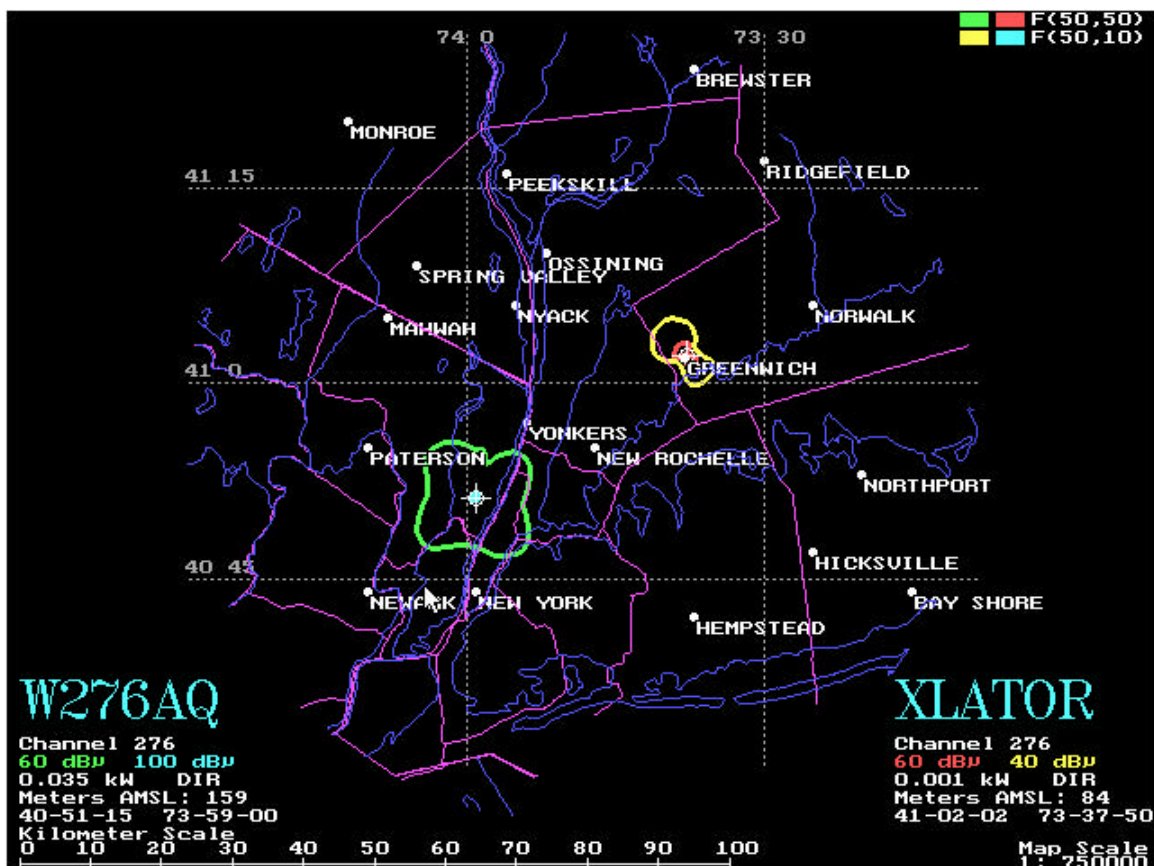 F(50,50)
F(50,10)
74 0
73 30
BREWSTER
MONROE
RIDGEFIELD
41 15
PEEKSKILL
OSSINING
SPRING VALLEY
NYACK
NORWALK
MAHWAH
GREENWICH
41 0
YONKERS
PATERSON
NEW ROCHELLE
NORTHPORT
HICKSVILLE
40 45
NEWARK
NEW YORK
BAY SHORE
HEMPSTEAD
W276AQ
Channel 276
60 dBµ 100 dBµ
0.035 kW DIR
Meters AMSL: 159
40-51-15 73-59-00
Kilometer Scale
0 10 20 30 40 50 60 70 80 90 100
XLATOR
Channel 276
60 dBµ 40 dBµ
0.001 kW DIR
Meters AMSL: 84
41-02-02 73-37-50
Map Scale
1: 750000